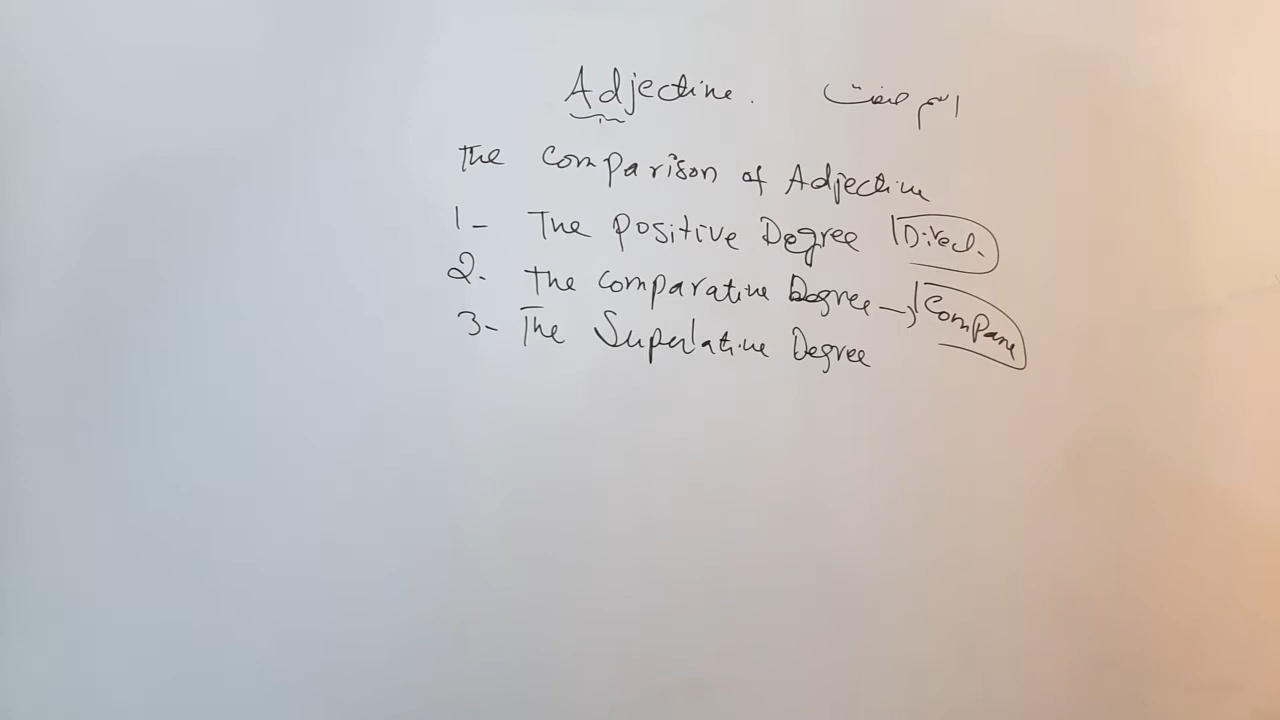 Adjective. اسم صفت
The Comparison of Adjective
1- The Positive Degree Direct.
2. The Comparative Degree → Compare
3- The Superlative Degree